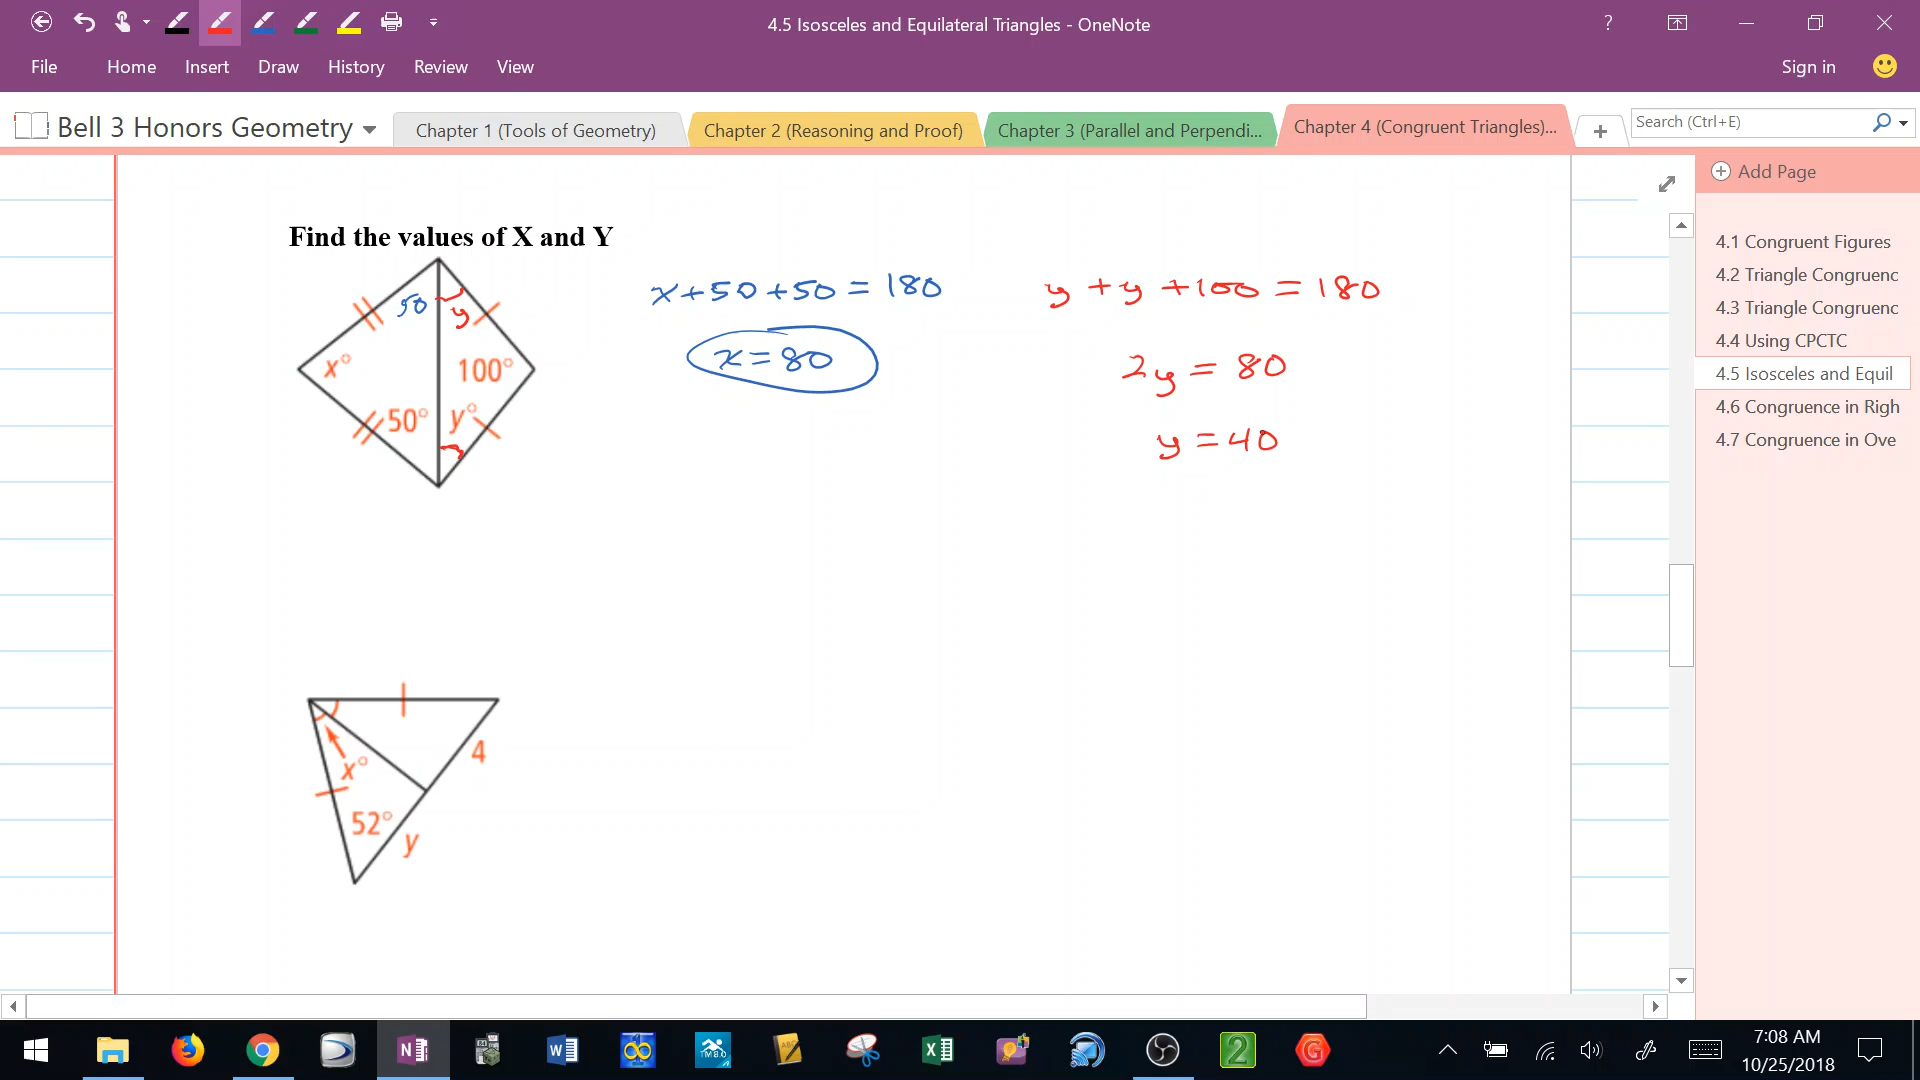 4.5 Isosceles and Equilateral Triangles - OneNote
?
File Home Insert Draw History Review View Sign in
Bell 3 Honors Geometry
Chapter 1 (Tools of Geometry)
Chapter 2 (Reasoning and Proof)
Chapter 3 (Parallel and Perpendi...
Chapter 4 (Congruent Triangles)...
+
Search (Ctrl+E)
Add Page
4.1 Congruent Figures
4.2 Triangle Congruenc
4.3 Triangle Congruenc
4.4 Using CPCTC
4.5 Isosceles and Equil
4.6 Congruence in Righ
4.7 Congruence in Ove
Find the values of X and Y
50 y
x° 100°
50° y°
x+50+50=180
x=80
y+y+100=180
2y=80
y=40
4
x°
52°
y
7:08 AM
10/25/2018